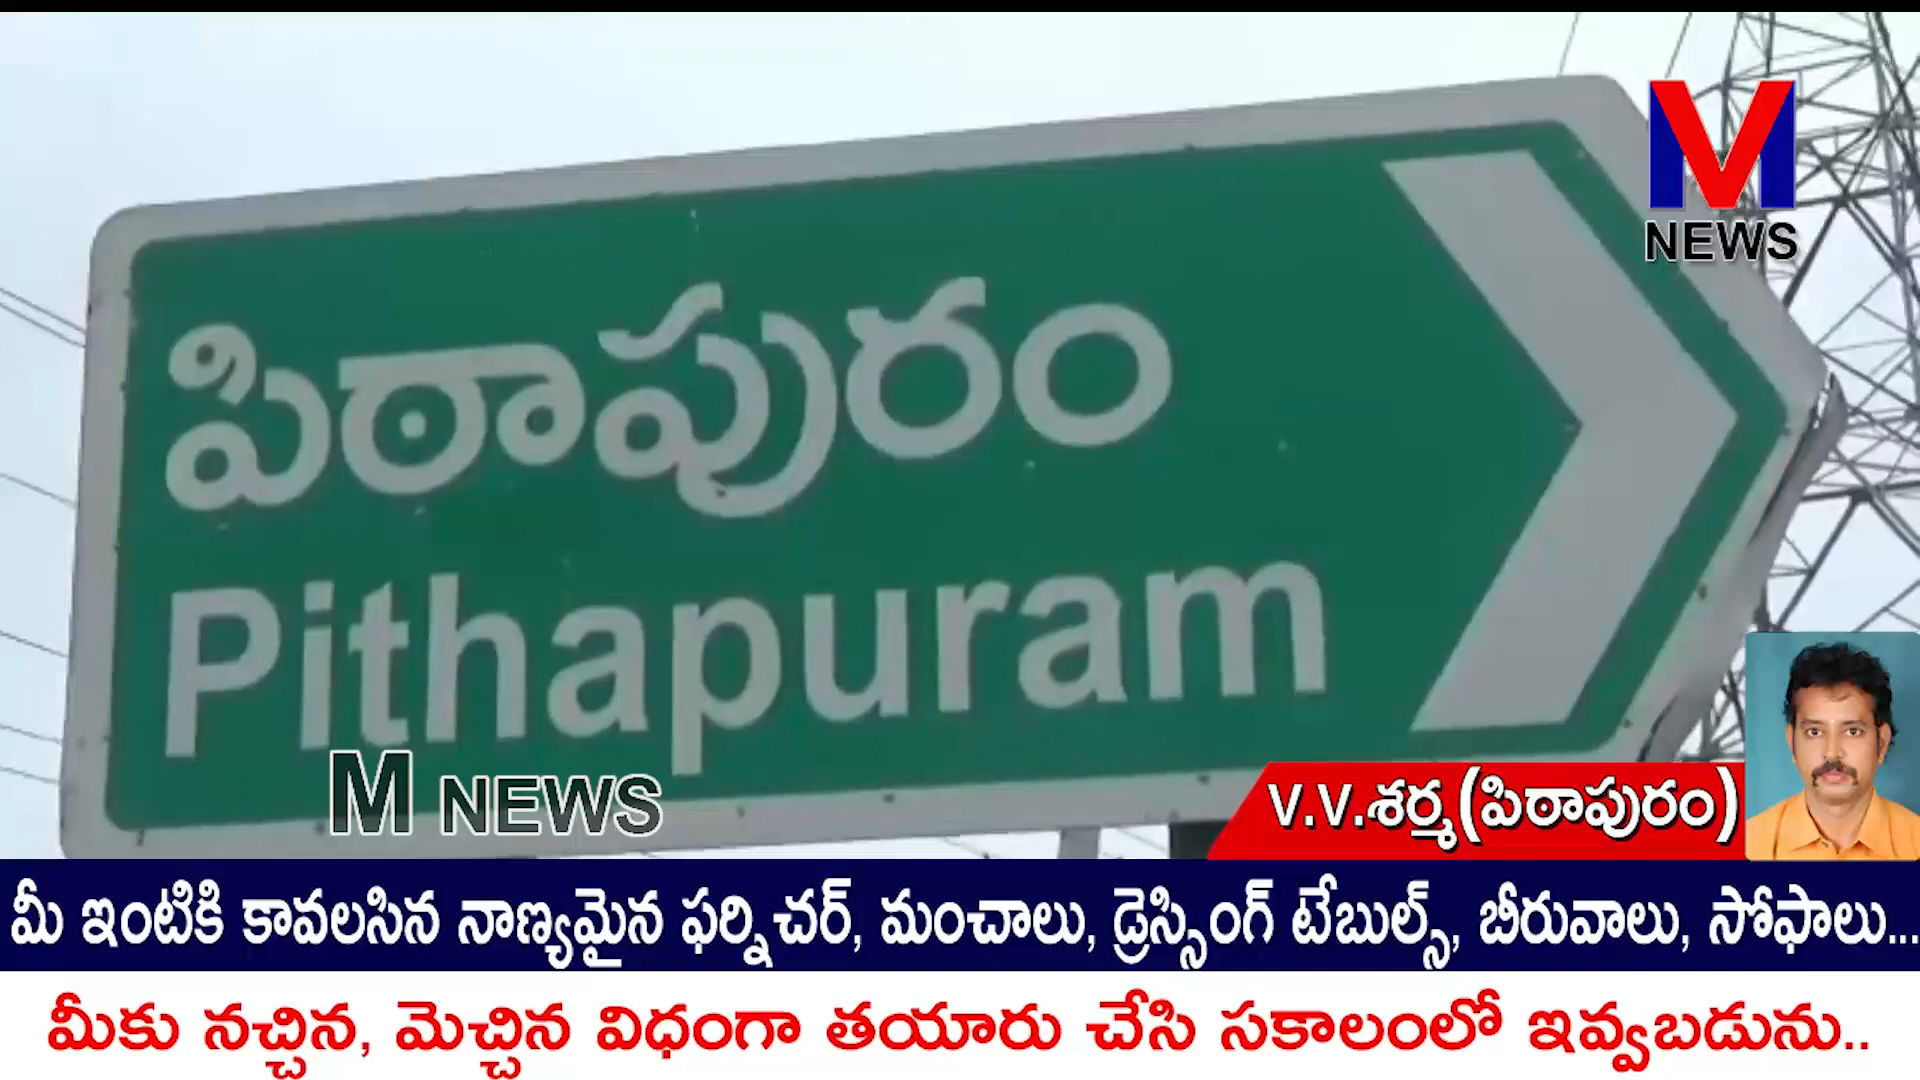 M
NEWS
పిఠాపురం
Pithapuram
M NEWS
V.V.శర్మ(పిఠాపురం)
మీ ఇంటికి కావలసిన నాణ్యమైన ఫర్నిచర్, మంచాలు, డ్రెస్సింగ్ టేబుల్స్, బీరువాలు, సోఫాలు...
మీకు నచ్చిన, మెచ్చిన విధంగా తయారు చేసి సకాలంలో ఇవ్వబడును..